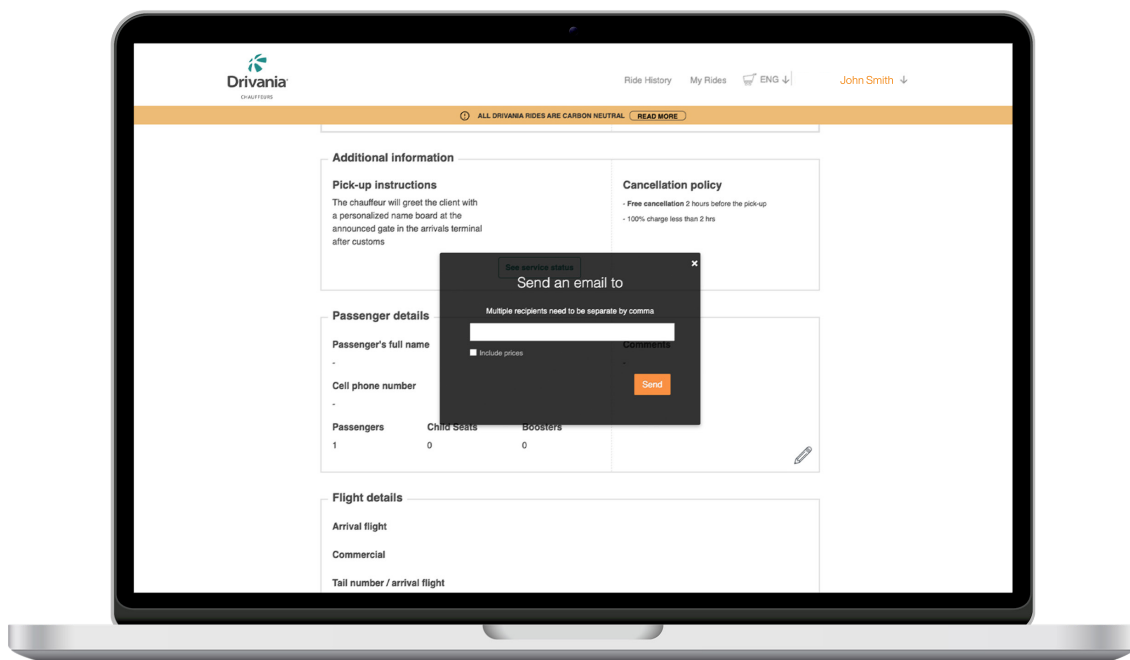 Drivania
CHAUFFEURS
Ride History My Rides ENG John Smith
ALL DRIVANIA RIDES ARE CARBON NEUTRAL READ MORE
Additional information
Pick-up instructions
The chauffeur will greet the client with
a personalized name board at the
announced gate in the arrivals terminal
after customs
Cancellation policy
- Free cancellation 2 hours before the pick-up
- 100% charge less than 2 hrs
See service status
Send an email to
Multiple recipients need to be separate by comma
Include prices
Send
Passenger details
Passenger's full name
-
Comments
-
Cell phone number
-
Passengers Child Seats Boosters
1 0 0
Flight details
Arrival flight
Commercial
Tail number / arrival flight